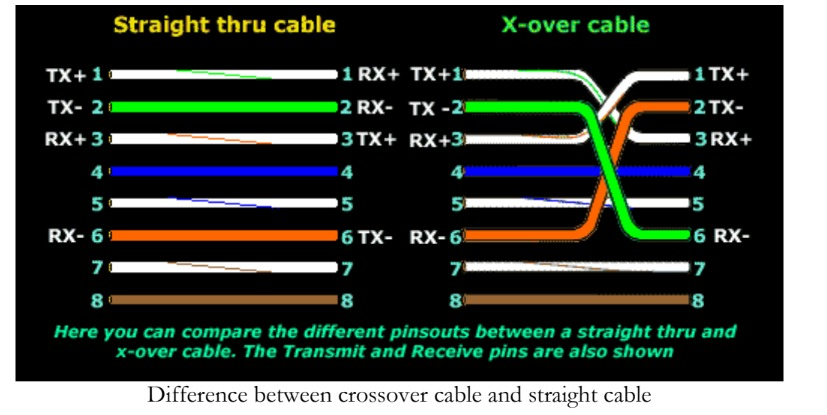 Straight thru cable X-over cable
TX+ 1 1 RX+ TX+1 1 TX+
TX- 2 2 RX- TX -2 2 TX-
RX+ 3 3 TX+ RX+3 3 RX+
4 4 4 4
5 5 5 5
RX- 6 6 TX- RX- 6 6 RX-
7 7 7 7
8 8 8 8
Here you can compare the different pinsouts between a straight thru and
x-over cable. The Transmit and Receive pins are also shown
Difference between crossover cable and straight cable